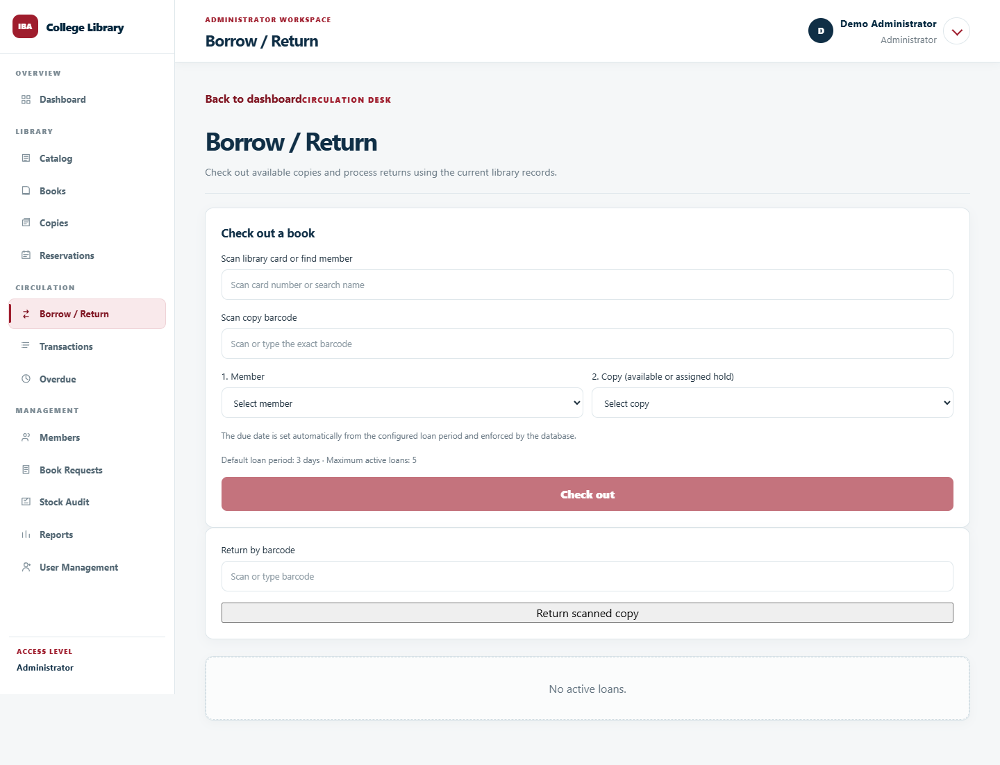 IBA
College Library
OVERVIEW
Dashboard
LIBRARY
Catalog
Books
Copies
Reservations
CIRCULATION
Borrow / Return
Transactions
Overdue
MANAGEMENT
Members
Book Requests
Stock Audit
Reports
User Management
ACCESS LEVEL
Administrator
ADMINISTRATOR WORKSPACE
Borrow / Return
D
Demo Administrator
Administrator
Back to dashboardCIRCULATION DESK
Borrow / Return
Check out available copies and process returns using the current library records.
Check out a book
Scan library card or find member
Scan card number or search name
Scan copy barcode
Scan or type the exact barcode
1. Member
Select member
2. Copy (available or assigned hold)
Select copy
The due date is set automatically from the configured loan period and enforced by the database.
Default loan period: 3 days · Maximum active loans: 5
Check out
Return by barcode
Scan or type barcode
Return scanned copy
No active loans.